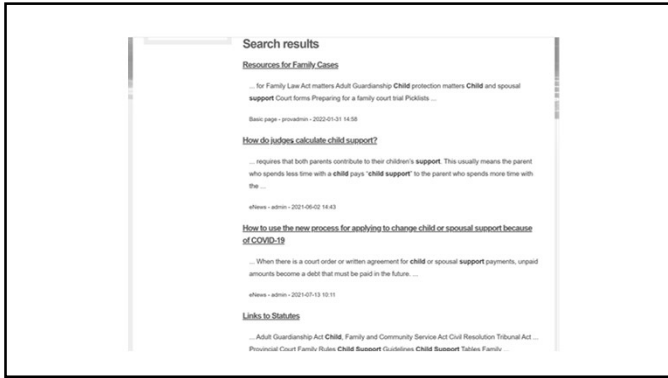 Search results
Resources for Family Cases
... for Family Law Act matters Adult Guardianship Child protection matters Child and spousal
support Court forms Preparing for a family court trial Picklists ...
Basic page - provadmin - 2022-01-31 14:58
How do judges calculate child support?
... requires that both parents contribute to their children's support. This usually means the parent
who spends less time with a child pays "child support" to the parent who spends more time with
the ...
eNews - admin - 2021-06-02 14:43
How to use the new process for applying to change child or spousal support because
of COVID-19
... When there is a court order or written agreement for child or spousal support payments, unpaid
amounts become a debt that must be paid in the future. ...
eNews - admin - 2021-07-13 10:11
Links to Statutes
... Adult Guardianship Act Child, Family and Community Service Act Civil Resolution Tribunal Act ...
Provincial Court Family Rules Child Support Guidelines Child Support Tables Family ...